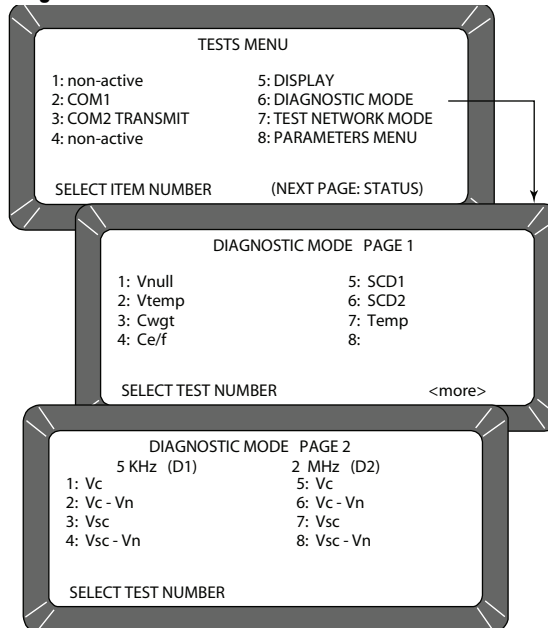 TESTS MENU
1: non-active 5: DISPLAY
2: COM1 6: DIAGNOSTIC MODE
3: COM2 TRANSMIT 7: TEST NETWORK MODE
4: non-active 8: PARAMETERS MENU
SELECT ITEM NUMBER (NEXT PAGE: STATUS)
DIAGNOSTIC MODE PAGE 1
1: Vnull 5: SCD1
2: Vtemp 6: SCD2
3: Cwgt 7: Temp
4: Ce/f 8:
SELECT TEST NUMBER <more>
DIAGNOSTIC MODE PAGE 2
5 KHz (D1) 2 MHz (D2)
1: Vc 5: Vc
2: Vc - Vn 6: Vc - Vn
3: Vsc 7: Vsc
4: Vsc - Vn 8: Vsc - Vn
SELECT TEST NUMBER